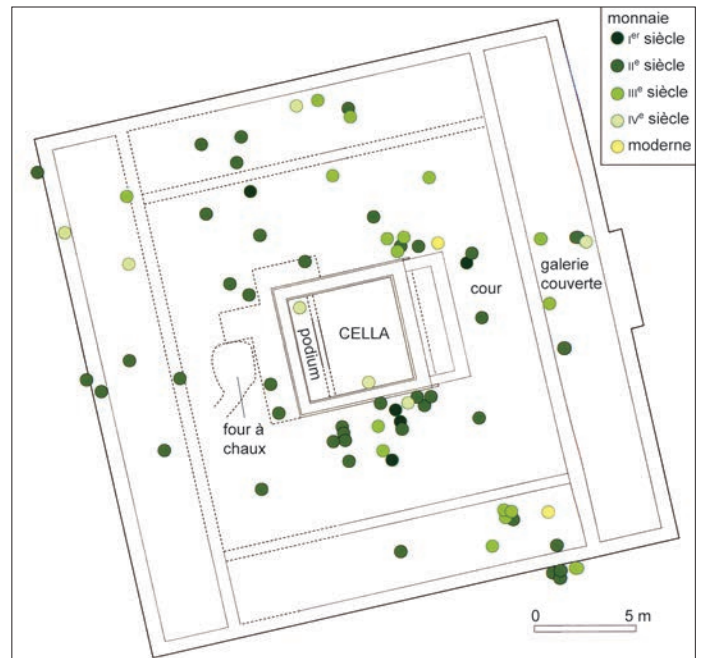 monnaie
Ier siècle
IIe siècle
IIIe siècle
IVe siècle
moderne
galerie
couverte
cour
CELLA
podium
four à
chaux
0 5 m